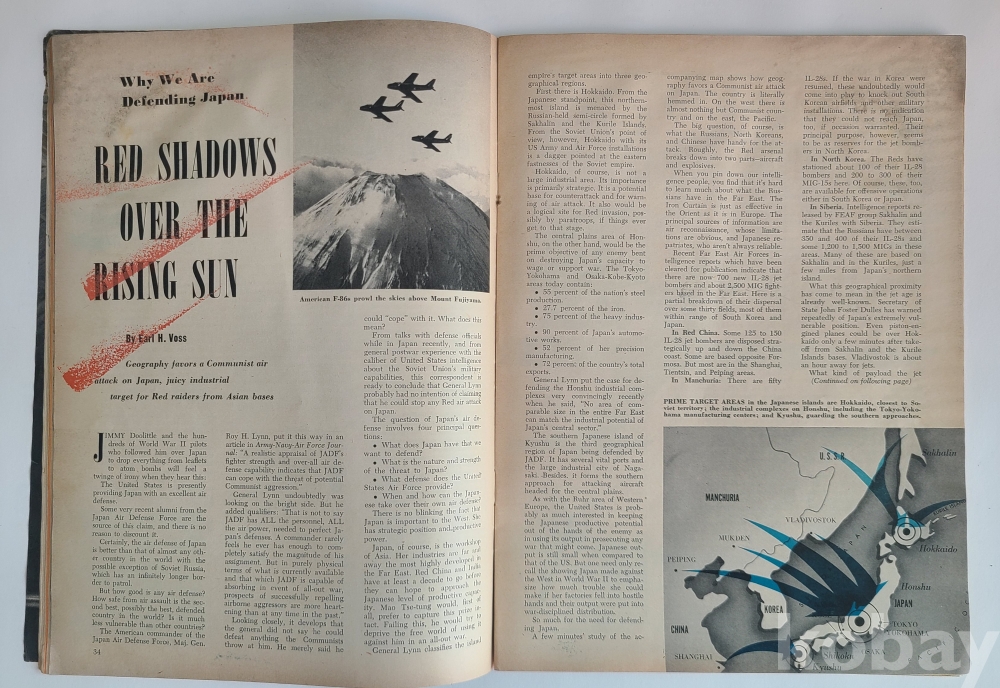 Why We Are
Defending Japan
RED SHADOWS
OVER THE
RISING SUN
By Earl H. Voss
Geography favors a Communist air
attack on Japan, juicy industrial
target for Red raiders from Asian bases
American F-86s prowl the skies above Mount Fujiyama.
JIMMY Doolittle and the hun-
dreds of World War II pilots
who followed him over Japan
to drop everything from leaflets
to atom bombs will feel a
twinge of irony when they hear this:
The United States is presently
providing Japan with an excellent air
defense.
Some very recent alumni from the
Japan Air Defense Force are the
source of this claim, and there is no
reason to discount it.
Certainly, the air defense of Japan
is better than that of almost any oth-
er country in the world with the
possible exception of Soviet Russia,
which has an infinitely longer bor-
der to patrol.
But how good is any air defense?
How safe from air assault is the sec-
ond best, possibly the best, defended
country in the world? Is it much
less vulnerable than other countries?
The American commander of the
Japan Air Defense Force, Maj. Gen.
34
Roy H. Lynn, put it this way in an
article in Army-Navy-Air Force Jour-
nal: "A realistic appraisal of JADF's
fighter strength and over-all air de-
fense capability indicates that JADF
can cope with the threat of potential
Communist aggression."
General Lynn undoubtedly was
looking on the bright side. But he
added qualifiers: "That is not to say
JADF has ALL the personnel, ALL
the air power, needed to perfect Ja-
pan's defenses. A commander rarely
feels he ever has enough to com-
pletely satisfy the magnitude of his
assignment. But in purely physical
terms of what is currently available
and that which JADF is capable of
absorbing in event of all-out war,
prospects of successfully repelling
airborne aggressors are more heart-
ening than at any time in the past."
Looking closely, it develops that
the general did not say he could
defeat anything the Communists
throw at him. He merely said he
could "cope" with it. What does this
mean?
From talks with defense officials
while in Japan recently, and from
general postwar experience with the
caliber of United States intelligence
about the Soviet Union's military
capabilities, this correspondent is
ready to conclude that General Lynn
probably had no intention of claiming
that he could stop any Red air attack
on Japan.
The question of Japan's air de-
fense involves four principal ques-
tions:
• What does Japan have that we
want to defend?
• What is the nature and strength
of the threat to Japan?
• What defense does the United
States Air Force provide?
• When and how can the Japan-
ese take over their own air defense?
There is no blinking the fact that
Japan is important to the West. She
has strategic position and productive
power.
Japan, of course, is the workshop
of Asia. Her industries are far and
away the most highly developed in
the Far East. Red China and India
have at least a decade to go before
they can hope to approach the
Japanese level of productive capac-
ity. Mao Tse-tung would, first of
all, prefer to capture this prize in-
tact. Failing this, he would try to
deprive the free world of using it
against him in an all-out war.
General Lynn classifies the island
empire's target areas into three geo-
graphical regions.
First there is Hokkaido. From the
Japanese standpoint, this northern-
most island is menaced by the
Russian-held semi-circle formed by
Sakhalin and the Kurile Islands.
From the Soviet Union's point of
view, however, Hokkaido with its
US Army and Air Force installations
is a dagger pointed at the eastern
fastnesses of the Soviet empire.
Hokkaido, of course, is not a
large industrial area. Its importance
is primarily strategic. It is a potential
base for counterattack and for warn-
ing of air attack. It also would be
a logical site for Red invasion, pos-
sibly by paratroops, if things ever
get to that stage.
The central plains area of Hon-
shu, on the other hand, would be the
prime objective of any enemy bent
on destroying Japan's capacity to
wage or support war. The Tokyo-
Yokohama and Osaka-Kobe-Kyoto
areas today contain:
• 55 percent of the nation's steel
production.
• 27.7 percent of the iron.
• 75 percent of the heavy indus-
try.
• 90 percent of Japan's automo-
tive works.
• 52 percent of her precision
manufacturing.
• 72 percent of the country's total
exports.
General Lynn put the case for de-
fending the Honshu industrial com-
plexes very convincingly recently
when he said, "No area of com-
parable size in the entire Far East
can match the industrial potential of
Japan's central sector."
The southern Japanese island of
Kyushu is the third geographical
region of Japan being defended by
JADF. It has several vital ports and
the large industrial site of Naga-
saki. Besides, it forms the southern
approach for attacking aircraft
headed for the central plains.
As with the Ruhr area of Western
Europe, the United States is prob-
ably as much interested in keeping
the Japanese productive potential
out of the hands of the enemy as
in using its output in prosecuting any
war that might come. Japanese out-
put is still small when compared to
that of the US. But one need only re-
call the showing Japan made against
the West in World War II to empha-
size how much trouble she could
make if her factories fell into hostile
hands and their output were put into
war-disciplined distribution.
So much for the need for defend-
ing Japan.
A few minutes' study of the ac-
companying map shows how geog-
raphy favors a Communist air attack
on Japan. The country is literally
hemmed in. On the west there is
almost nothing but Communist coun-
try and on the east, the Pacific.
The big question, of course, is
what the Russians, North Koreans,
and Chinese have handy for the at-
tack. Roughly, the Red arsenal
breaks down into two parts—aircraft
and explosives.
When you pin down our intelli-
gence people, you find that it's hard
to learn much about what the Rus-
sians have in the Far East. The
Iron Curtain is just as effective in
the Orient as it is in Europe. The
principal sources of information are
air reconnaissance, whose limita-
tions are obvious, and Japanese re-
patriates, who aren't always reliable.
Recent Far East Air Forces in-
telligence reports which have been
cleared for publication indicate that
there are now 700 new IL-28 jet
bombers and about 2,500 MIG fight-
ers based in the Far East. Here is a
partial breakdown of their dispersal
over some thirty fields, most of them
within range of South Korea and
Japan.
In Red China. Some 125 to 150
IL-28 jet bombers are disposed stra-
tegically up and down the China
coast. Some are based opposite For-
mosa. But most are in the Shanghai,
Tientsin, and Peiping areas.
In Manchuria: There are fifty
IL-28s. If the war in Korea were
resumed, these undoubtedly would
come into play to knock out South
Korean airfields and other military
installations. There is no indication
that they could not reach Japan,
too, if occasion warranted. Their
principal purpose, however, seems
to be as reserves for the jet bomb-
ers in North Korea.
In North Korea. The Reds have
stationed about 100 of their IL-28
bombers and 200 to 300 of their
MIG-15s here. Of course, these, too,
are available for offensive operations
either in South Korea or Japan.
In Siberia. Intelligence reports re-
leased by FEAF group Sakhalin and
the Kuriles with Siberia. They esti-
mate that the Russians have between
350 and 400 of their IL-28s and
some 1,200 to 1,500 MIGs in these
areas. Many of these are based on
Sakhalin and in the Kuriles, just a
few miles from Japan's northern
island.
What this geographical proximity
has come to mean in the jet age is
already well-known. Secretary of
State John Foster Dulles has warned
repeatedly of Japan's extremely vul-
nerable position. Even piston-en-
gined planes could be over Hok-
kaido only a few minutes after take-
off from Sakhalin and the Kurile
Islands bases. Vladivostok is about
an hour away for jets.
What kind of payload the jet
(Continued on following page)
PRIME TARGET AREAS in the Japanese islands are Hokkaido, closest to So-
viet territory; the industrial complexes on Honshu, including the Tokyo-Yoko-
hama manufacturing centers; and Kyushu, guarding the southern approaches.
U.S.S.R.
Sakhalin
MANCHURIA
VLADIVOSTOK
MUKDEN
Hokkaido
PEIPING
Honshu
KOREA
JAPAN
TOKYO
YOKOHAMA
CHINA
OSAKA
SHANGHAI
Shikoku
Kyushu
bobay